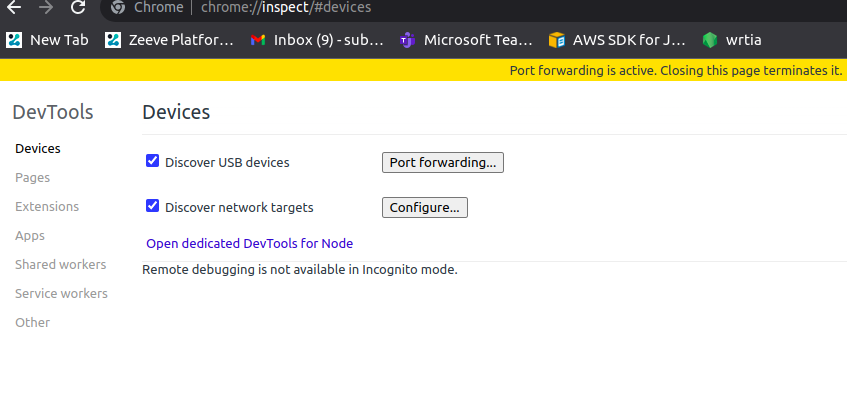 Chrome | chrome://inspect/#devices
New Tab Zeeve Platfor... Inbox (9) - sub... Microsoft Tea... AWS SDK for J... wrtia
Port forwarding is active. Closing this page terminates it.
DevTools
Devices
Pages
Extensions
Apps
Shared workers
Service workers
Other
Devices
Discover USB devices Port forwarding...
Discover network targets Configure...
Open dedicated DevTools for Node
Remote debugging is not available in Incognito mode.